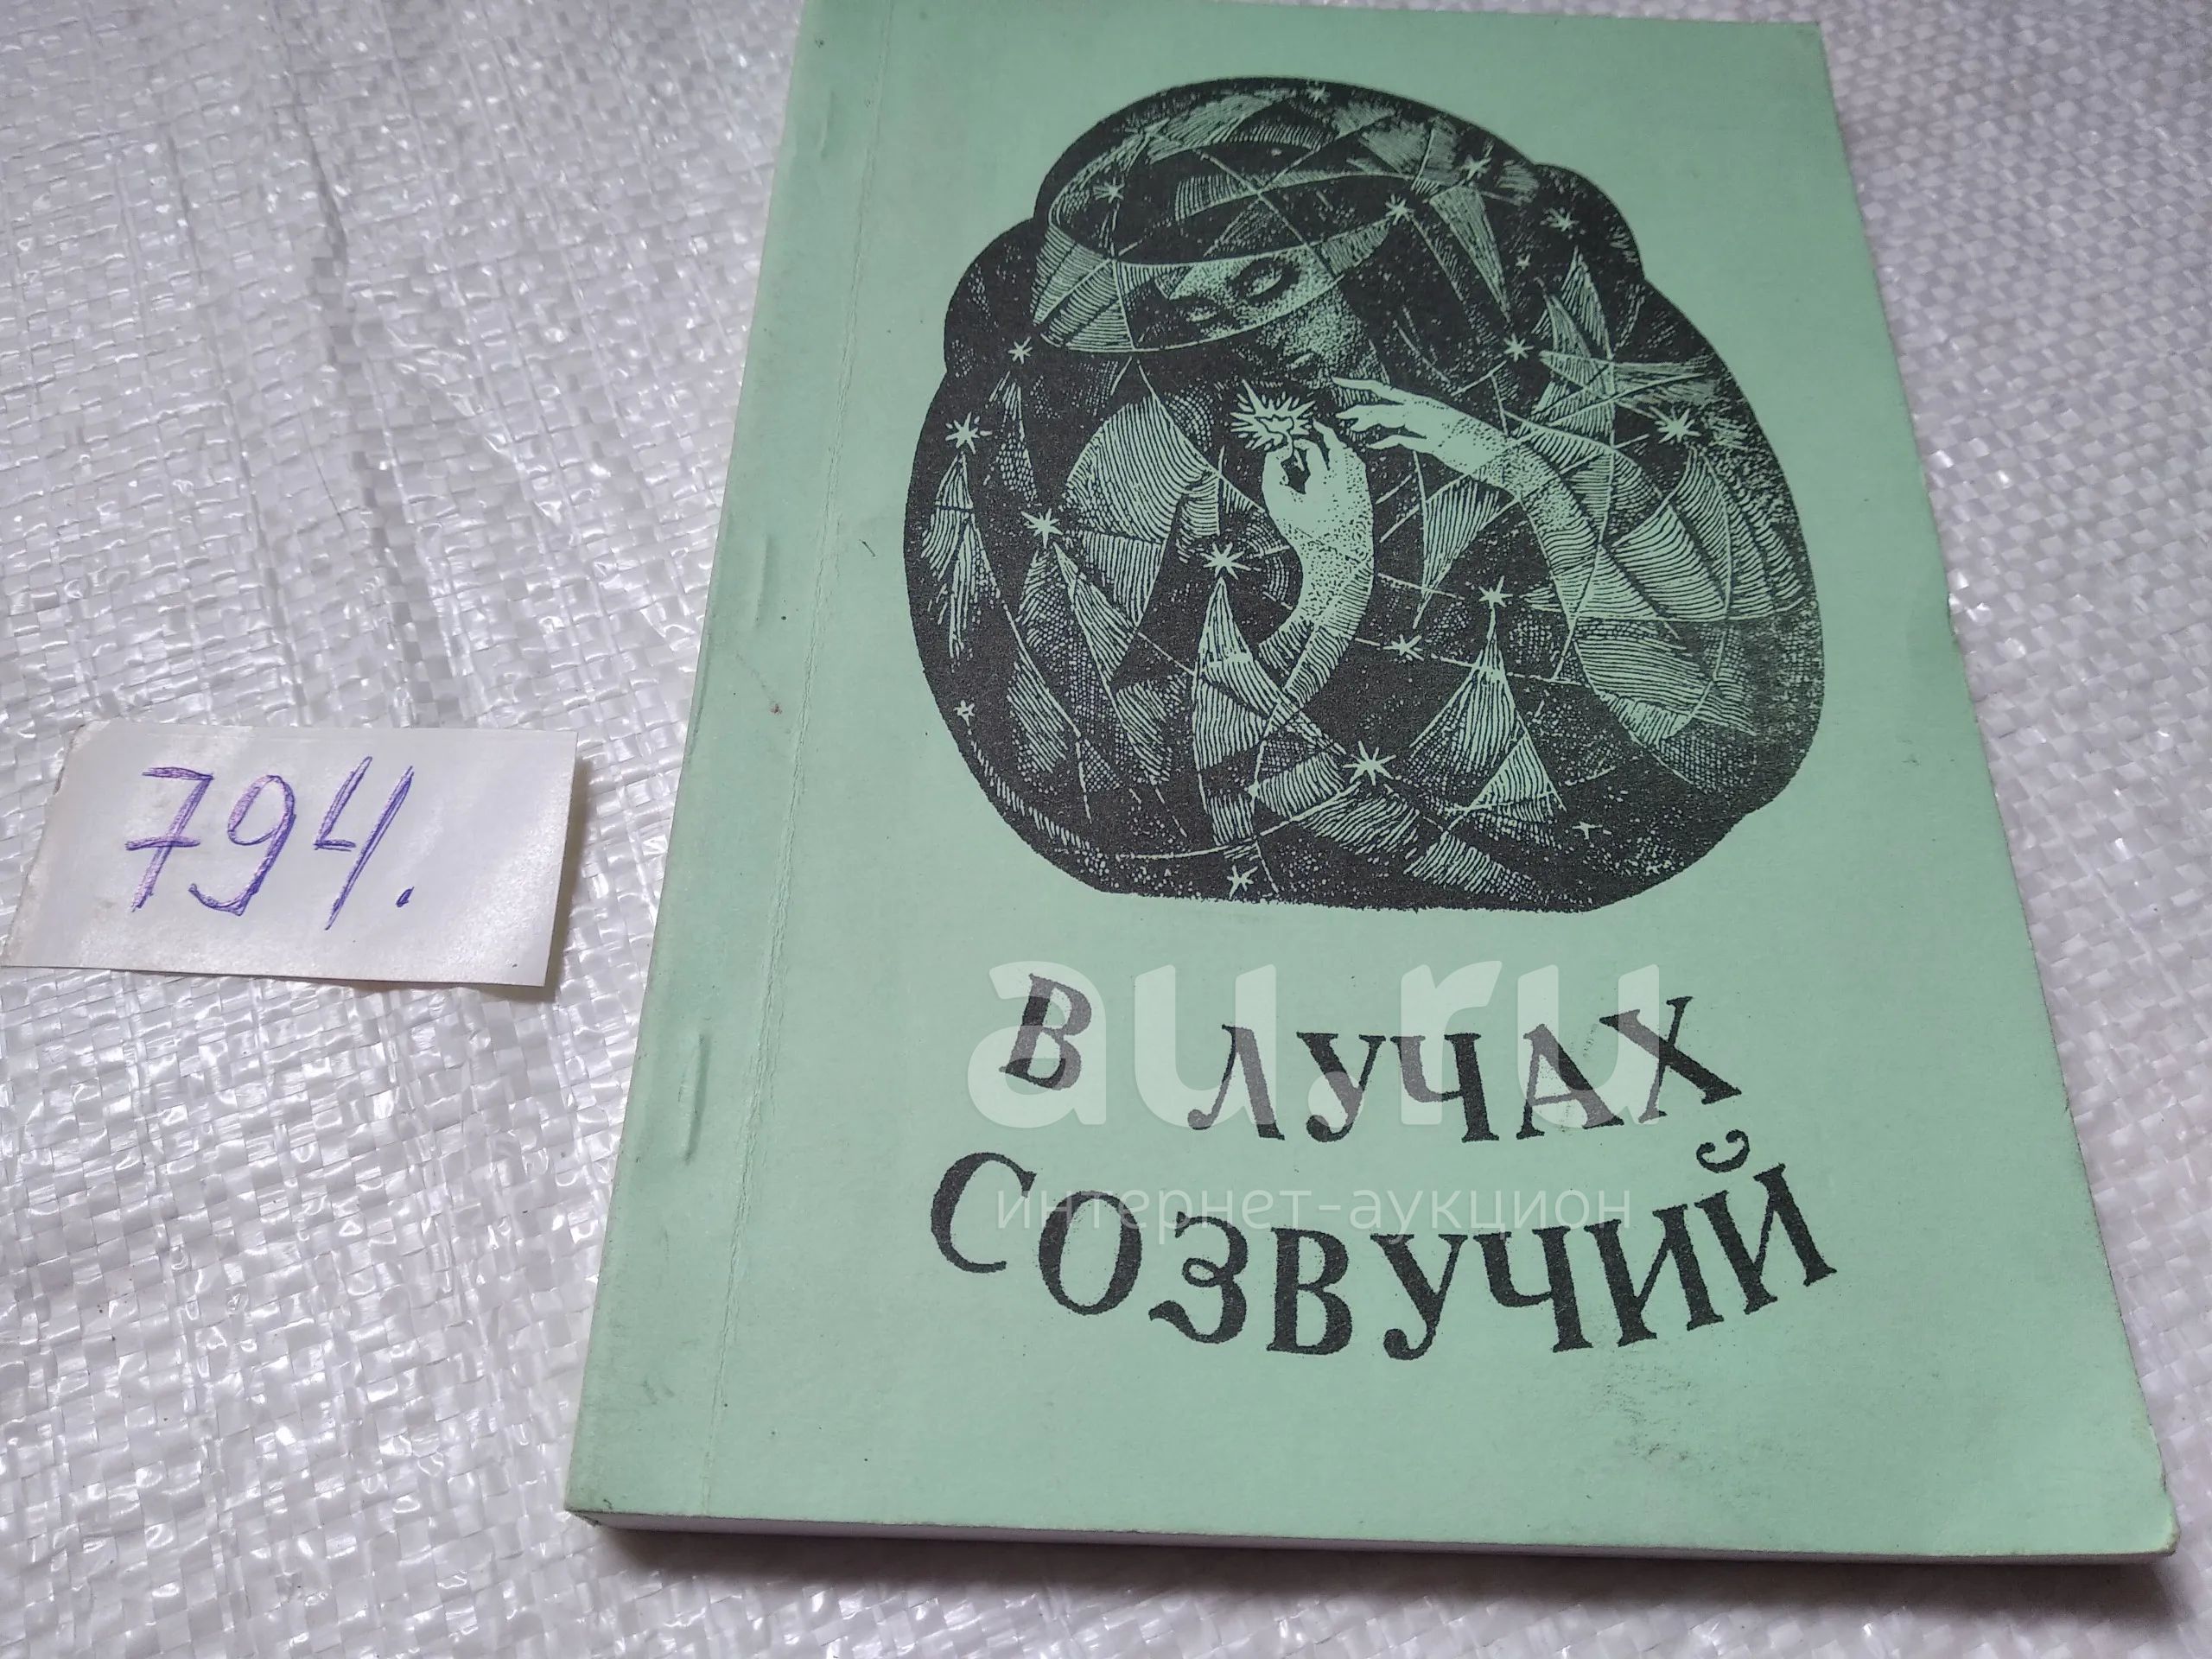 794.
В ЛУЧАХ
СОЗВУЧИЙ
au.ru
интернет-аукцион